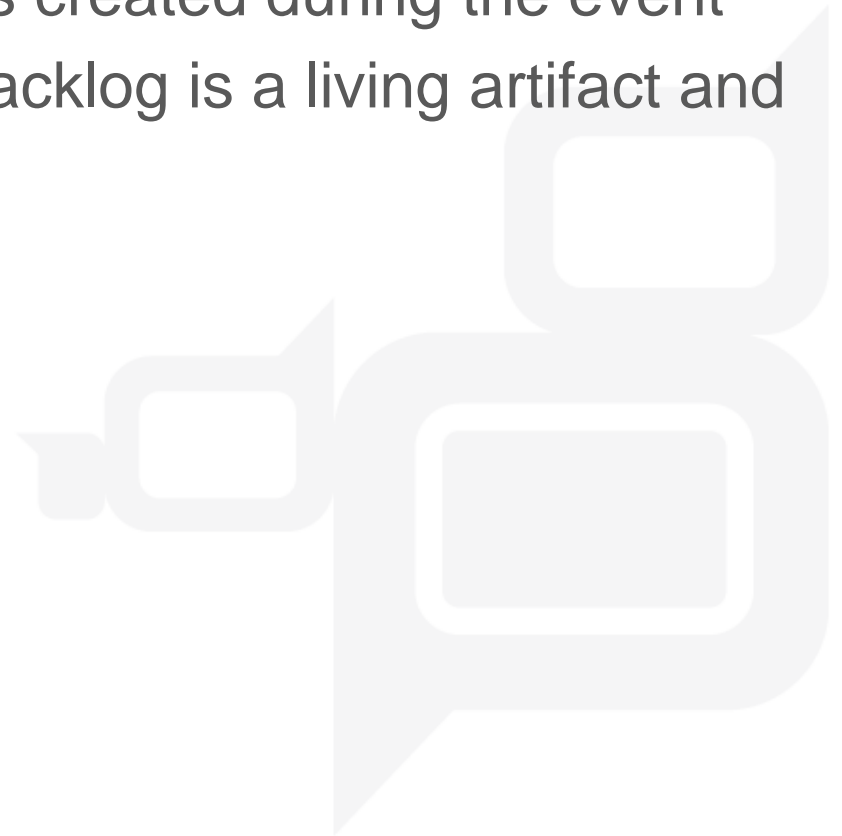 s created during the event
acklog is a living artifact and